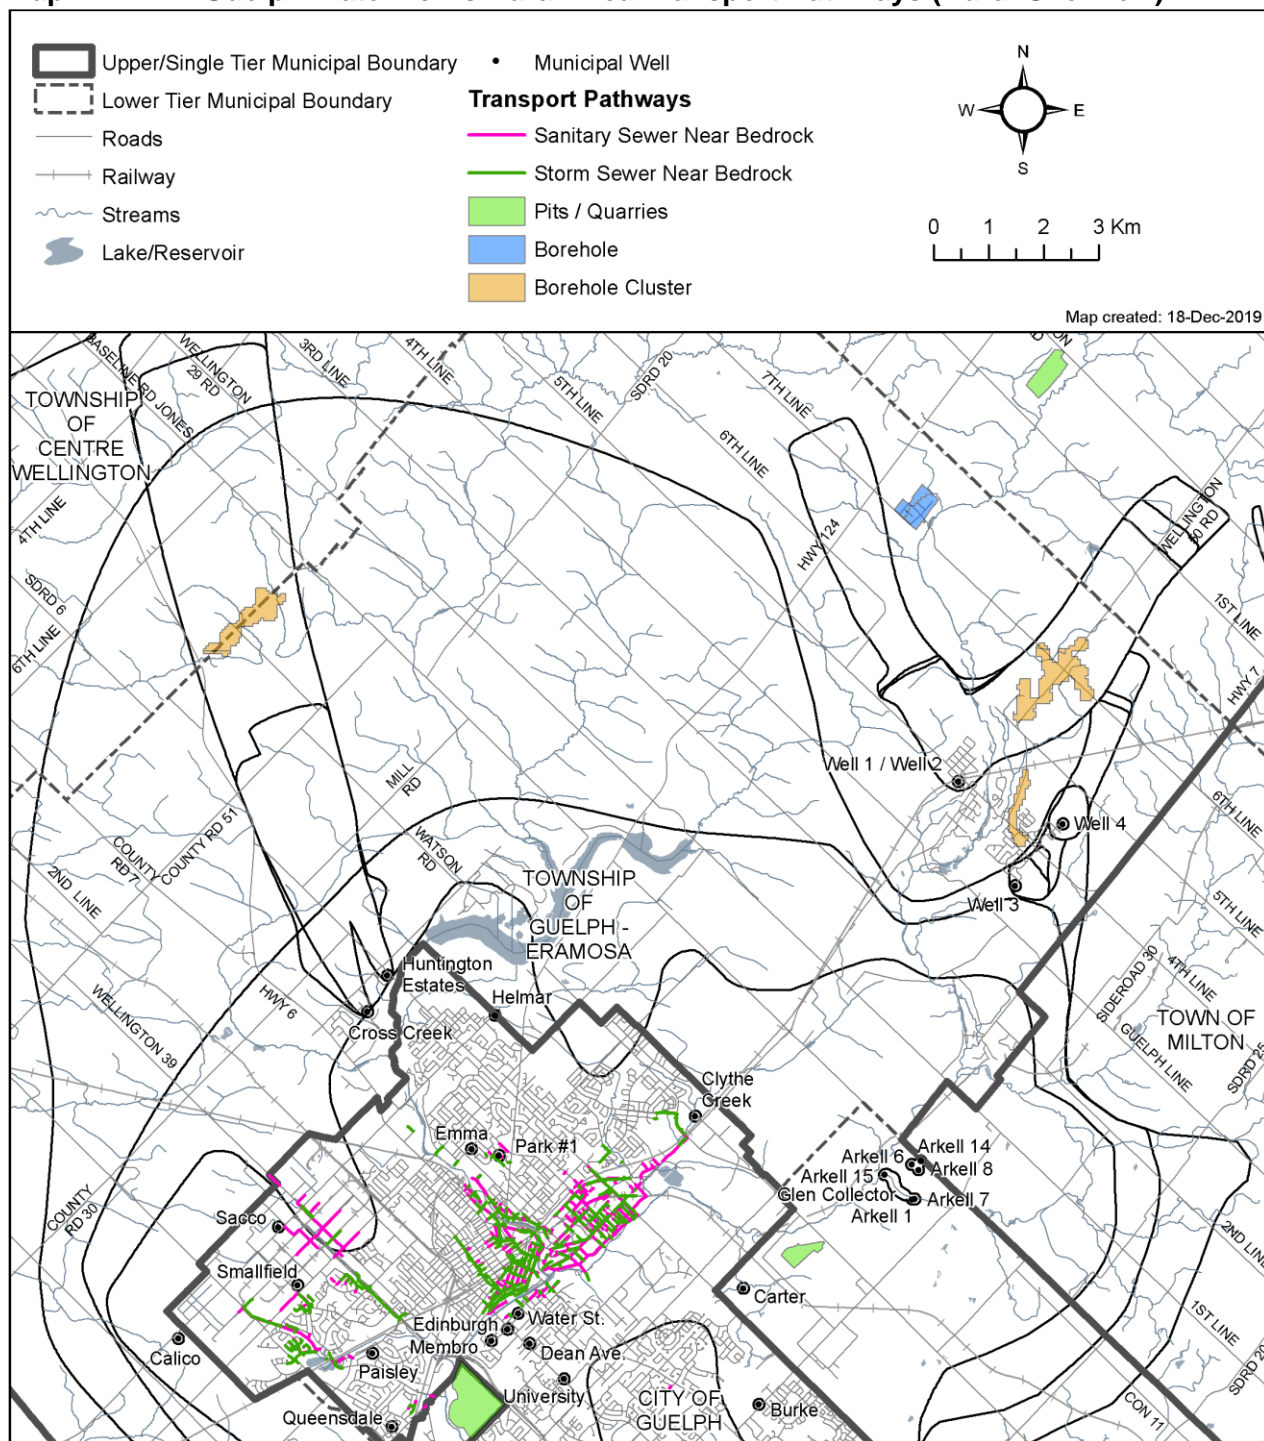 Upper/Single Tier Municipal Boundary
Lower Tier Municipal Boundary
Roads
Railway
Streams
Lake/Reservoir
Municipal Well
Transport Pathways
Sanitary Sewer Near Bedrock
Storm Sewer Near Bedrock
Pits / Quarries
Borehole
Borehole Cluster
N
W
E
S
0 1 2 3 Km
Map created: 18-Dec-2019
BASELINE RD JONES
WELLINGTON
29 RD
3RD LINE
4TH LINE
5TH LINE
SDRD 20
7TH LINE
6TH LINE
TOWNSHIP
OF
CENTRE
WELLINGTON
4TH LINE
SDRD 6
6TH LINE
HWY 124
WELLINGTON
50 RD
1ST LINE
HWY 7
MILL
RD
Well 1 / Well 2
Well 4
Well 3
6TH LINE
5TH LINE
COUNTY
RD 7
COUNTY RD 51
WATSON
RD
2ND LINE
TOWNSHIP
OF
GUELPH -
ERAMOSA
Huntington
Estates
Helmar
Cross Creek
HWY 6
WELLINGTON 39
SIDEROAD 30
4TH LINE
GUELPH LINE
TOWN OF
MILTON
SDRD 25
Clythe
Creek
Emma
Park #1
Arkell 14
Arkell 6
Arkell 8
Arkell 15
Glen Collector
Arkell 7
Arkell 1
COUNTY
RD 30
Sacco
Smallfield
2ND LINE
1ST LINE
SDRD 20
Carter
Calico
Edinburgh
Water St.
Membro
Dean Ave.
Paisley
University
CITY OF
GUELPH
Queensdale
Burke
CON 11